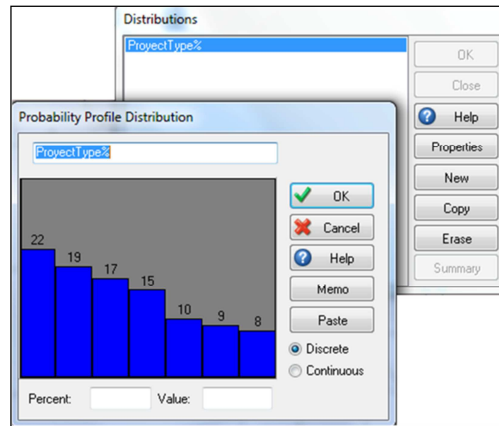 Distributions
ProyectType%
OK
Close
Help
Properties
New
Copy
Erase
Summary
Probability Profile Distribution
ProyectType%
22
19
17
15
10
9
8
OK
Cancel
Help
Memo
Paste
Discrete
Continuous
Percent:
Value: